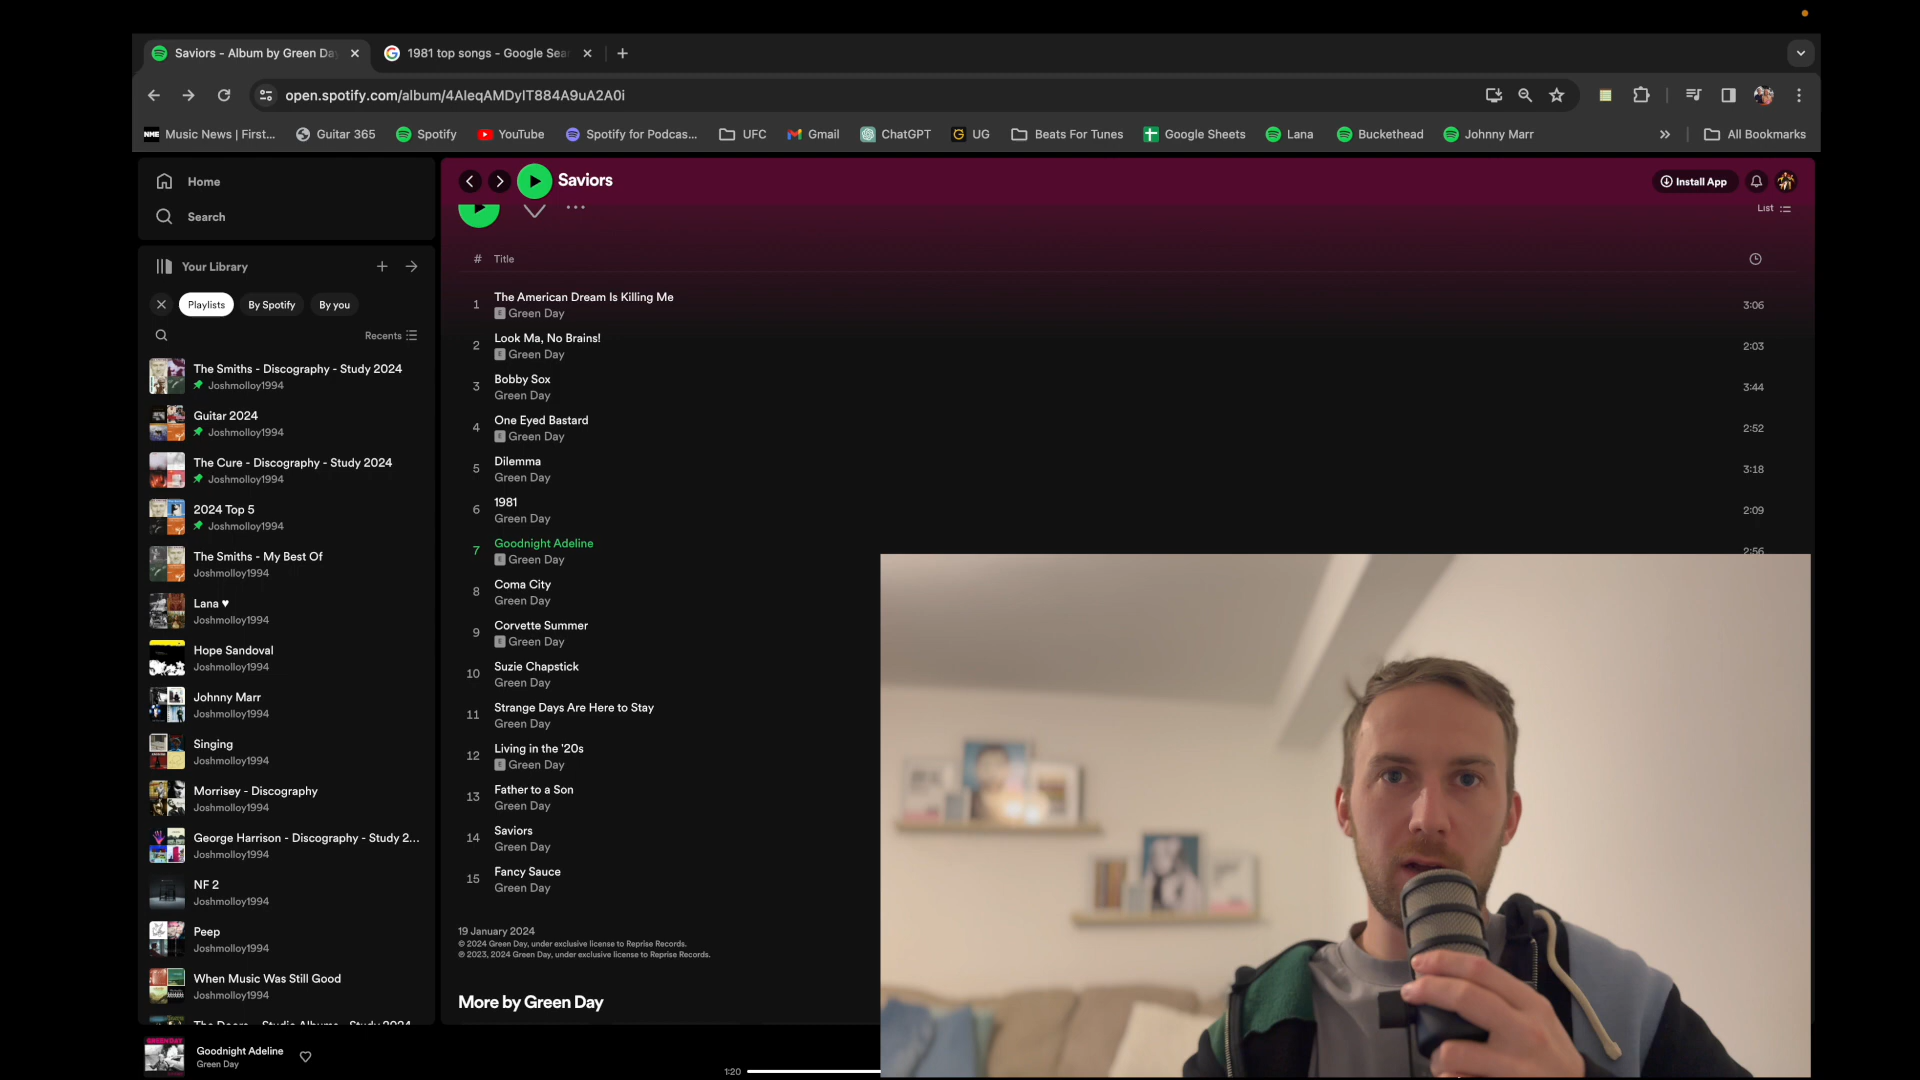 Saviors - Album by Green Da
1981 top songs - Google Sea
open.spotify.com/album/4AleqAMDylT884A9uA2A0i
NME Music News | First...
Guitar 365
Spotify
YouTube
Spotify for Podcas...
UFC
Gmail
ChatGPT
UG
Beats For Tunes
Google Sheets
Lana
Buckethead
Johnny Marr
All Bookmarks
Home
Search
Your Library
Playlists
By Spotify
By you
Recents
The Smiths - Discography - Study 2024
Joshmolloy1994
Guitar 2024
Joshmolloy1994
The Cure - Discography - Study 2024
Joshmolloy1994
2024 Top 5
Joshmolloy1994
The Smiths - My Best Of
Joshmolloy1994
Lana ♥
Joshmolloy1994
Hope Sandoval
Joshmolloy1994
Johnny Marr
Joshmolloy1994
Singing
Joshmolloy1994
Morrisey - Discography
Joshmolloy1994
George Harrison - Discography - Study 2...
Joshmolloy1994
NF 2
Joshmolloy1994
Peep
Joshmolloy1994
When Music Was Still Good
Joshmolloy1994
The Doors - Studio Albums - Study 2024
Saviors
Install App
List
# Title
1 The American Dream Is Killing Me 3:06
E Green Day
2 Look Ma, No Brains! 2:03
E Green Day
3 Bobby Sox 3:44
Green Day
4 One Eyed Bastard 2:52
E Green Day
5 Dilemma 3:18
Green Day
6 1981 2:09
Green Day
7 Goodnight Adeline 2:56
E Green Day
8 Coma City
Green Day
9 Corvette Summer
E Green Day
10 Suzie Chapstick
Green Day
11 Strange Days Are Here to Stay
Green Day
12 Living in the '20s
E Green Day
13 Father to a Son
Green Day
14 Saviors
Green Day
15 Fancy Sauce
Green Day
19 January 2024
© 2024 Green Day, under exclusive license to Reprise Records.
℗ 2023, 2024 Green Day, under exclusive license to Reprise Records.
More by Green Day
GREEN DAY
Goodnight Adeline
Green Day
1:20